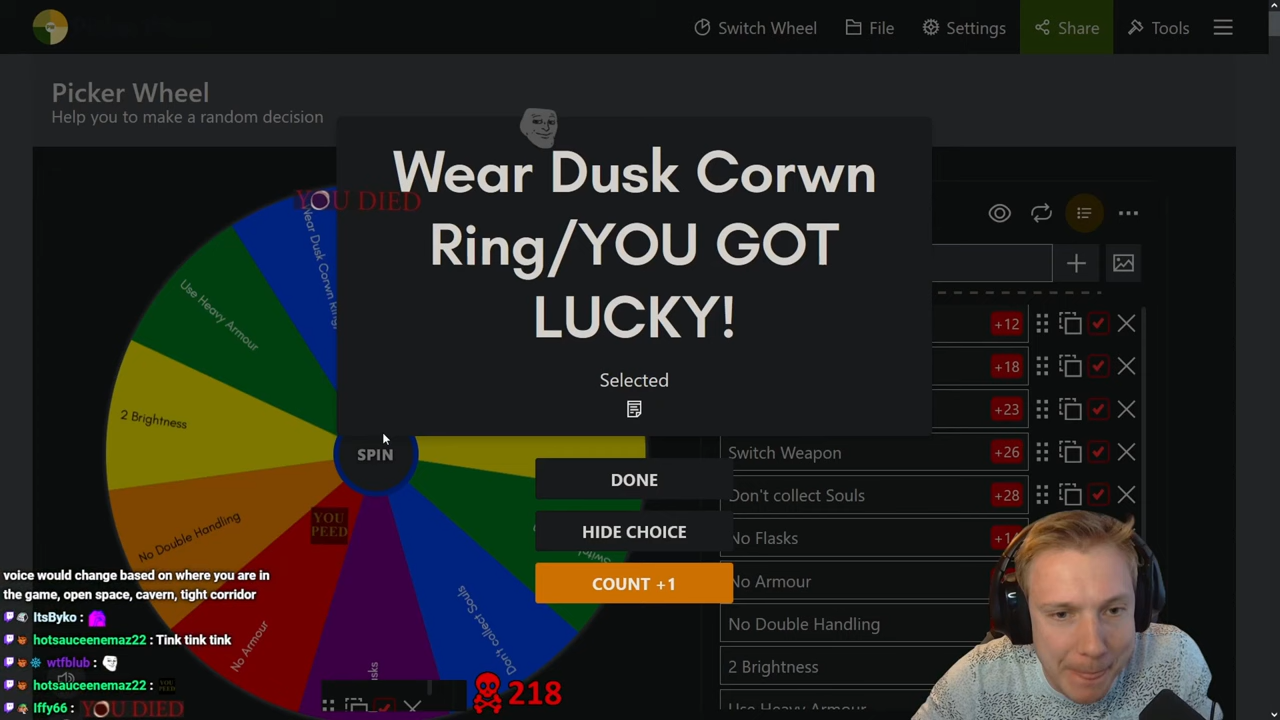 Switch Wheel
File
Settings
Share
Tools
Picker Wheel
Help you to make a random decision
Wear Dusk Corwn
Ring/YOU GOT
LUCKY!
Selected
DONE
HIDE CHOICE
COUNT +1
YOU DIED
Wear Dusk Corwn Ring/
Use Heavy Armour
2 Brightness
No Double Handling
No Armour
YOU
PEED
SPIN
Don't collect Souls
+12
+18
+23
Switch Weapon
+26
Don't collect Souls
+28
No Flasks
No Armour
No Double Handling
2 Brightness
Use Heavy Armour
voice would change based on where you are in
the game, open space, cavern, tight corridor
ItsByko :
hotsauceenemaz22 : Tink tink tink
wtfblub :
hotsauceenemaz22 : YOU PEED
Iffy66 : YOU DIED
218